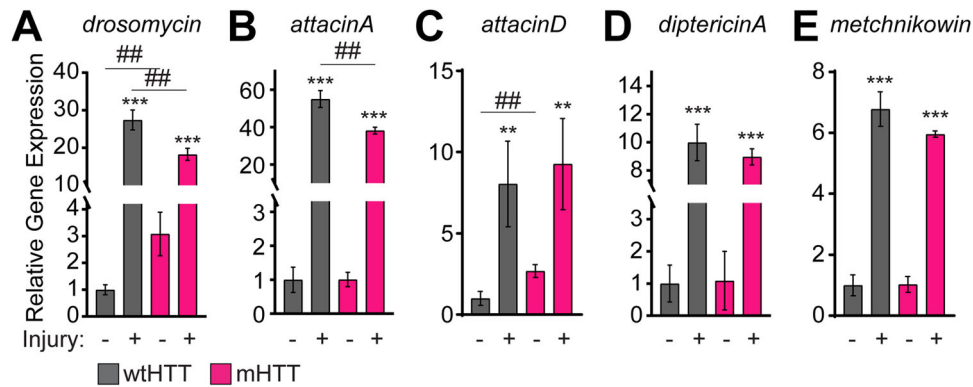 A drosomycin
B attacinA
C attacinD
D diptericinA
E metchnikowin
Relative Gene Expression
## ## *** *** 40 30 20 10 4 3 2 1 0
## *** *** 80 60 40 20 3 2 1 0
## ** ** 15 10 5 0
*** *** 14 12 10 8 4 3 2 1 0
*** *** 8 6 4 2 0
Injury: - + - + - + - + - + - + - + - + - + - +
wtHTT mHTT